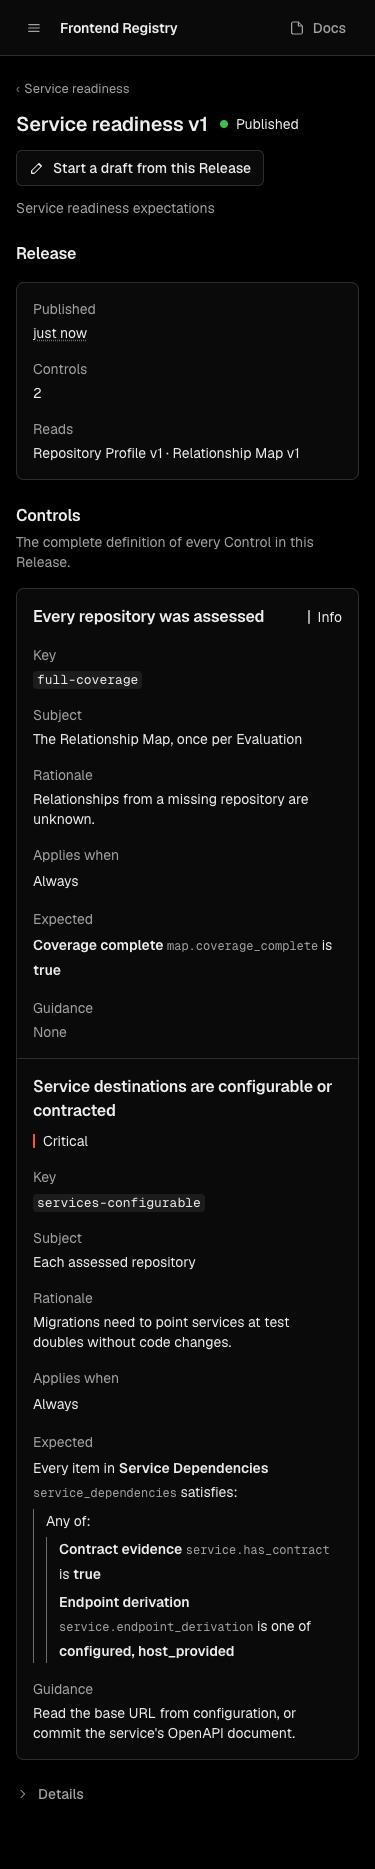 Frontend Registry
Docs
‹ Service readiness
Service readiness v1
Published
Start a draft from this Release
Service readiness expectations
Release
Published
just now
Controls
2
Reads
Repository Profile v1 · Relationship Map v1
Controls
The complete definition of every Control in this
Release.
Every repository was assessed
Info
Key
full-coverage
Subject
The Relationship Map, once per Evaluation
Rationale
Relationships from a missing repository are
unknown.
Applies when
Always
Expected
Coverage complete map.coverage_complete is
true
Guidance
None
Service destinations are configurable or
contracted
Critical
Key
services-configurable
Subject
Each assessed repository
Rationale
Migrations need to point services at test
doubles without code changes.
Applies when
Always
Expected
Every item in Service Dependencies
service_dependencies satisfies:
Any of:
Contract evidence service.has_contract
is true
Endpoint derivation
service.endpoint_derivation is one of
configured, host_provided
Guidance
Read the base URL from configuration, or
commit the service's OpenAPI document.
Details